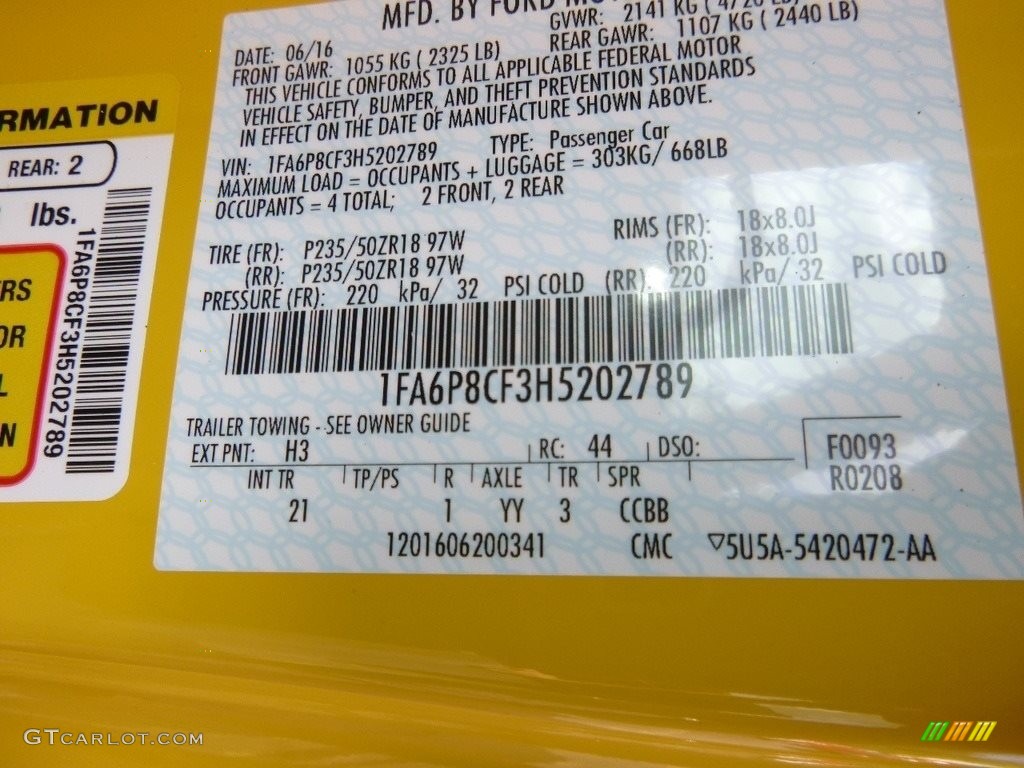 MFD. BY FORD
DATE: 06/16 GVWR: 2141 KG
FRONT GAWR: 1055 KG ( 2325 LB) REAR GAWR: 1107 KG ( 2440 LB)
THIS VEHICLE CONFORMS TO ALL APPLICABLE FEDERAL MOTOR
VEHICLE SAFETY, BUMPER, AND THEFT PREVENTION STANDARDS
IN EFFECT ON THE DATE OF MANUFACTURE SHOWN ABOVE.
VIN: 1FA6P8CF3H5202789 TYPE: Passenger Car
MAXIMUM LOAD = OCCUPANTS + LUGGAGE = 303KG/ 668LB
OCCUPANTS = 4 TOTAL; 2 FRONT, 2 REAR
TIRE (FR): P235/50ZR18 97W RIMS (FR): 18x8.0J
(RR): P235/50ZR18 97W (RR): 18x8.0J
PRESSURE (FR): 220 kPa/ 32 PSI COLD (RR): 220 kPa/ 32 PSI COLD
1FA6P8CF3H5202789
TRAILER TOWING - SEE OWNER GUIDE
EXT PNT: H3 RC: 44 DSO: F0093
R0208
INT TR TP/PS R AXLE TR SPR
21 1 YY 3 CCBB
1201606200341 CMC ▽5U5A-5420472-AA
RMATION
REAR: 2
lbs.
1FA6P8CF3H5202789
ERS
OR
L
N
GTcarlot.com